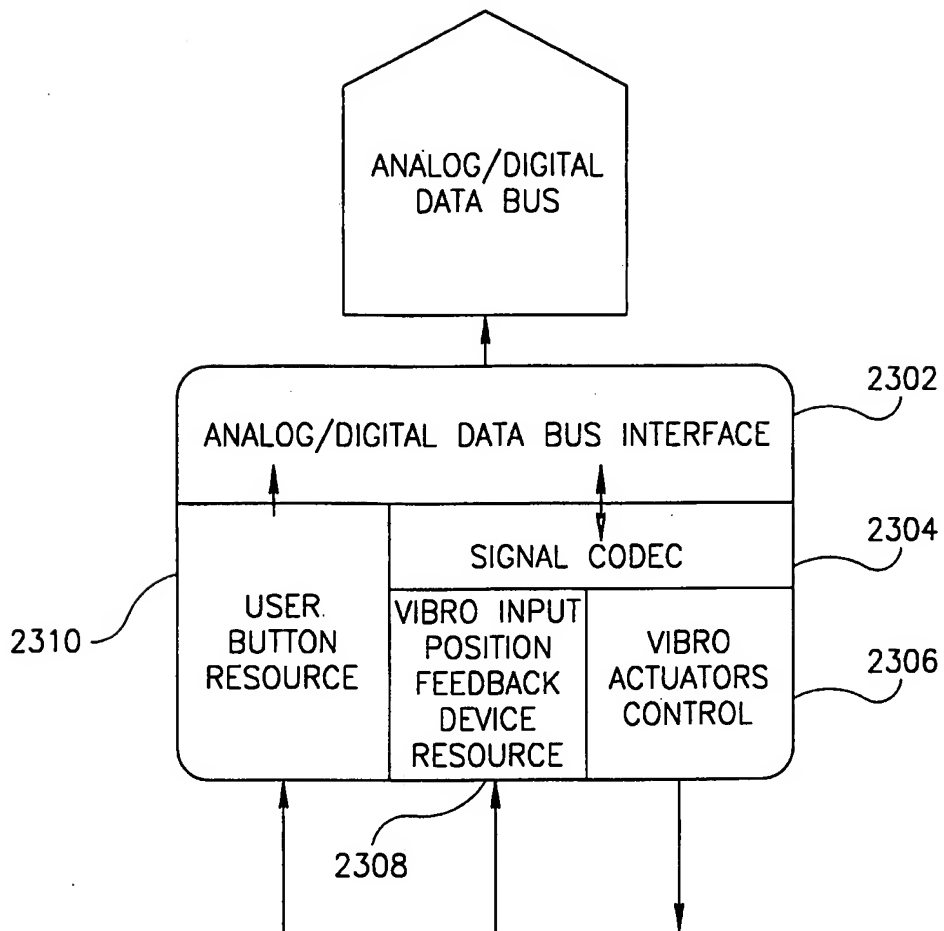 ANALOG/DIGITAL
DATA BUS
2302
ANALOG/DIGITAL DATA BUS INTERFACE
2304
SIGNAL CODEC
2310
USER.
BUTTON
RESOURCE
VIBRO INPUT
POSITION
FEEDBACK
DEVICE
RESOURCE
VIBRO
ACTUATORS
CONTROL
2306
2308